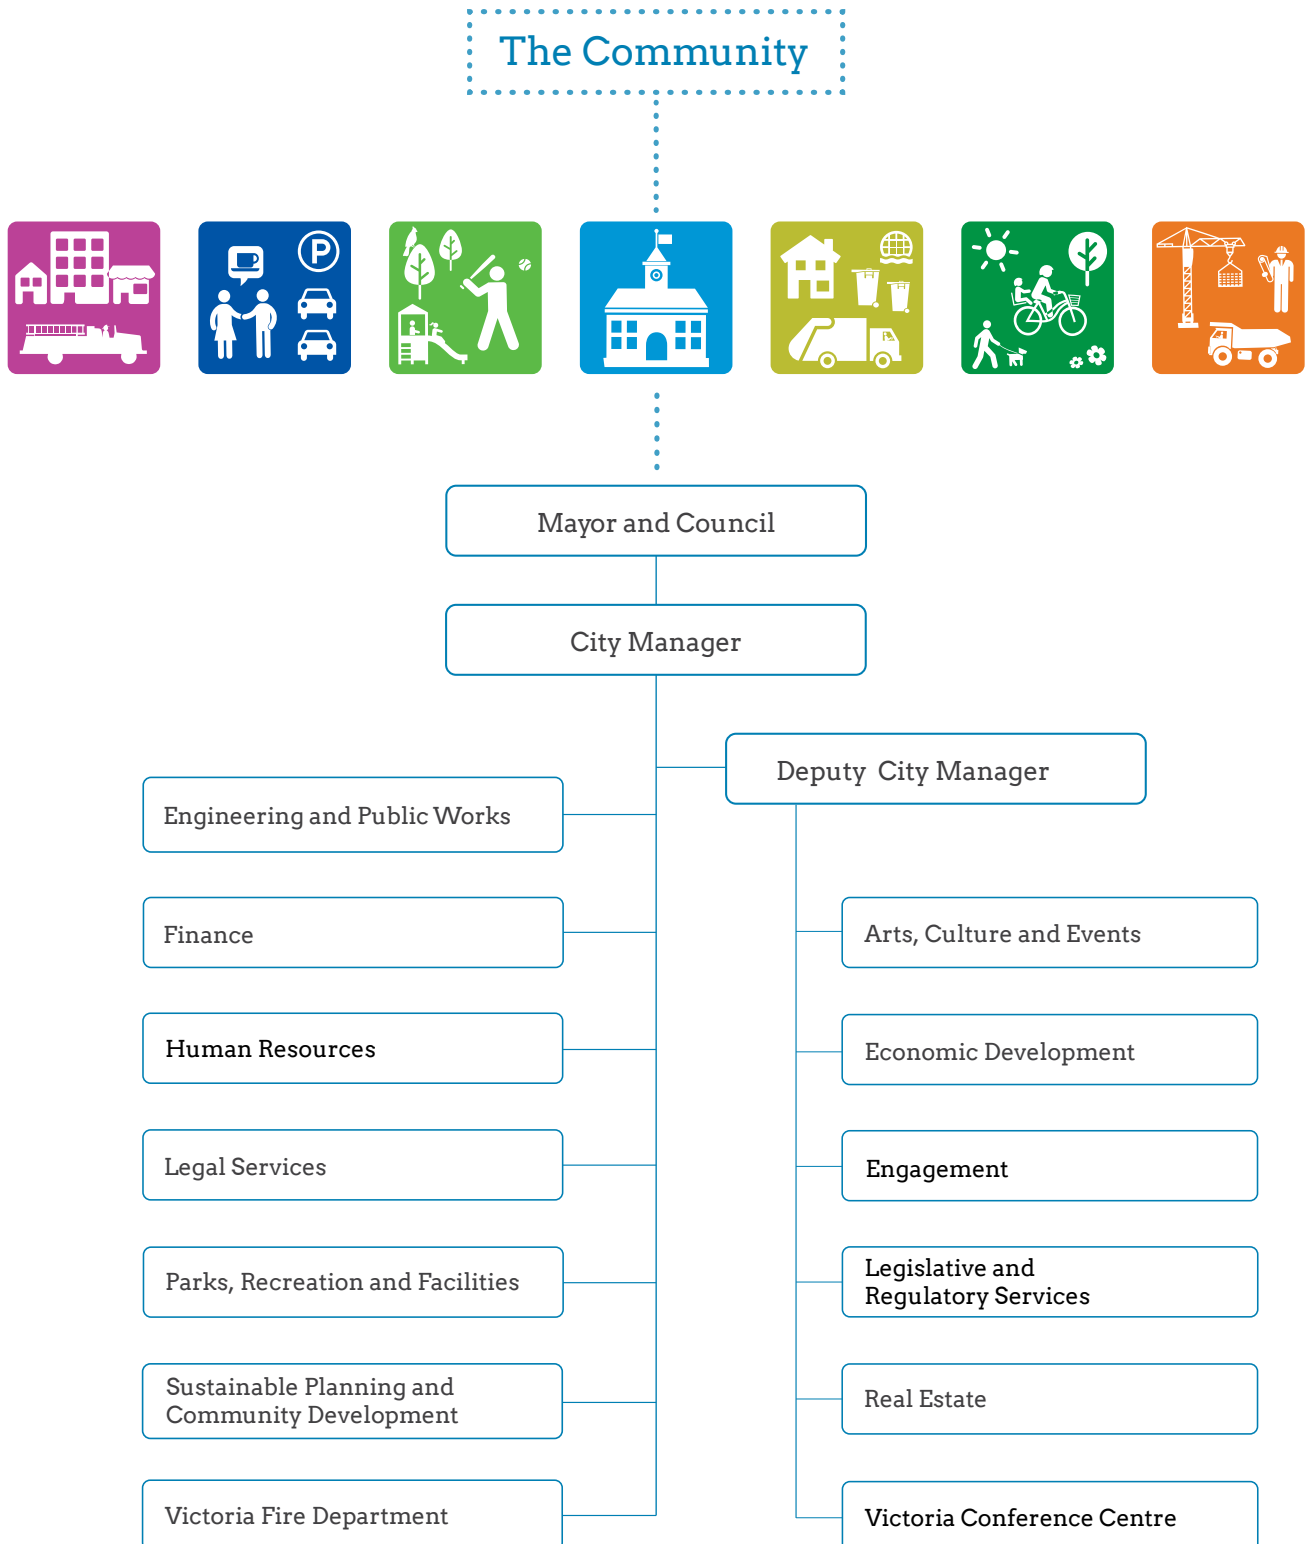 The Community
P
Mayor and Council
City Manager
Deputy City Manager
Engineering and Public Works
Finance
Human Resources
Legal Services
Parks, Recreation and Facilities
Sustainable Planning and
Community Development
Victoria Fire Department
Arts, Culture and Events
Economic Development
Engagement
Legislative and
Regulatory Services
Real Estate
Victoria Conference Centre